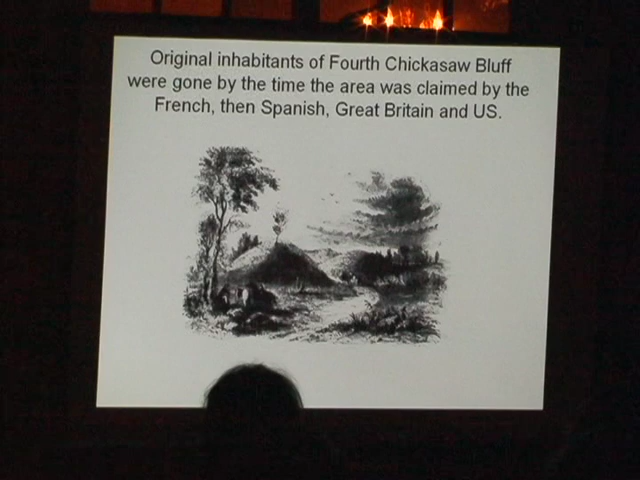 Original inhabitants of Fourth Chickasaw Bluff
were gone by the time the area was claimed by the
French, then Spanish, Great Britain and US.